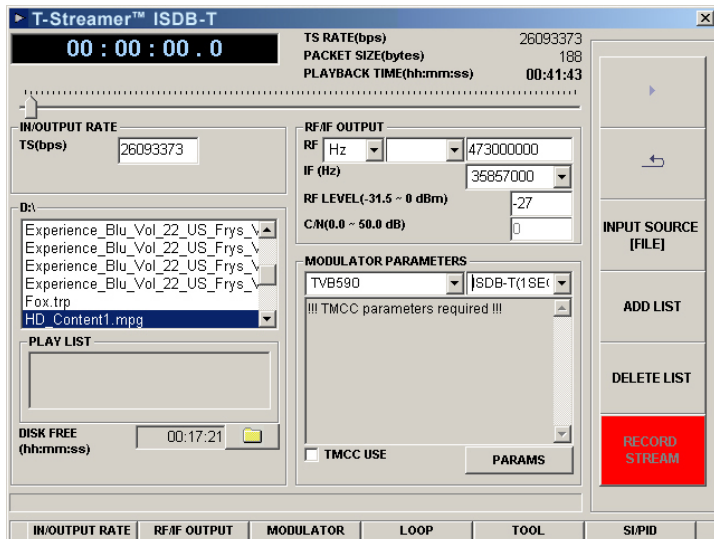 T-Streamer™ ISDB-T
00 : 00 : 00 . 0
TS RATE(bps) 26093373
PACKET SIZE(bytes) 188
PLAYBACK TIME(hh:mm:ss) 00:41:43
IN/OUTPUT RATE
TS(bps) 26093373
RF/IF OUTPUT
RF Hz 473000000
IF (Hz) 35857000
RF LEVEL(-31.5 ~ 0 dBm) -27
C/N(0.0 ~ 50.0 dB) 0
D:\
Experience_Blu_Vol_22_US_Frys_V
Experience_Blu_Vol_22_US_Frys_V
Experience_Blu_Vol_22_US_Frys_V
Experience_Blu_Vol_22_US_Frys_V
Fox.trp
HD_Content1.mpg
PLAY LIST
DISK FREE
(hh:mm:ss) 00:17:21
MODULATOR PARAMETERS
TVB590 ISDB-T(1SE(
!!! TMCC parameters required !!!
TMCC USE
PARAMS
INPUT SOURCE
[FILE]
ADD LIST
DELETE LIST
RECORD
STREAM
IN/OUTPUT RATE RF/IF OUTPUT MODULATOR LOOP TOOL SI/PID